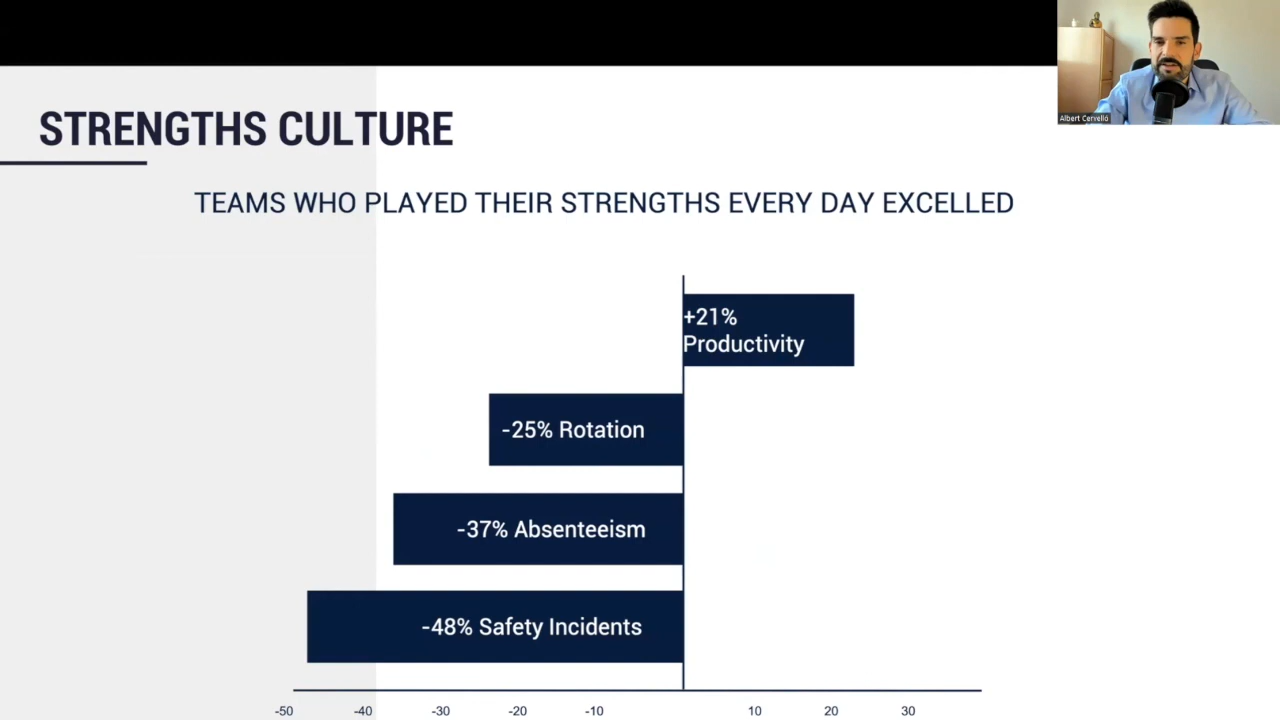 STRENGTHS CULTURE
Albert Cervelló
TEAMS WHO PLAYED THEIR STRENGTHS EVERY DAY EXCELLED
+21%
Productivity
-25% Rotation
-37% Absenteeism
-48% Safety Incidents
-50 -40 -30 -20 -10 10 20 30